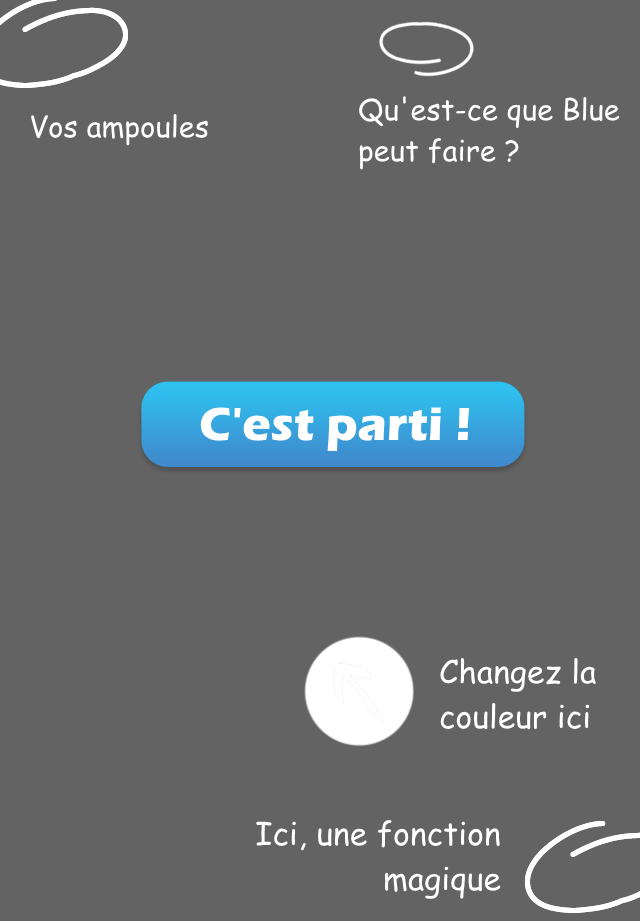 Vos ampoules
Qu'est-ce que Blue
peut faire ?
C'est parti !
Changez la
couleur ici
Ici, une fonction
magique